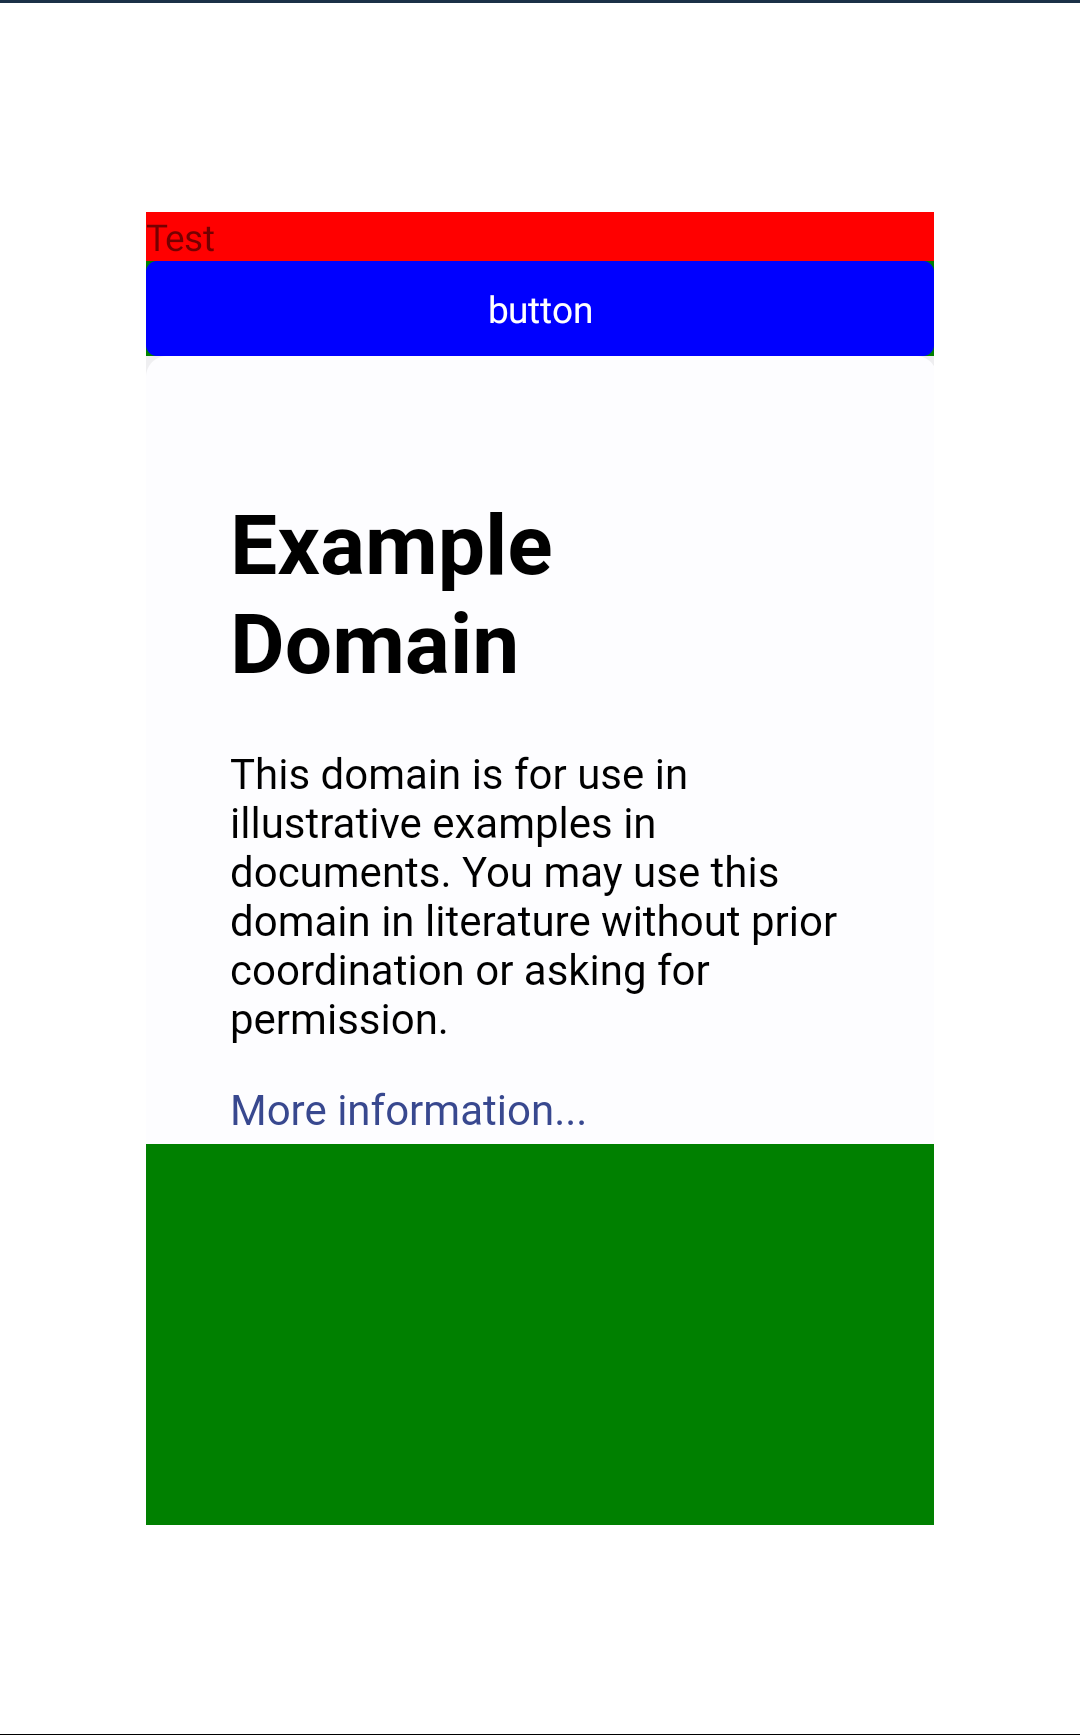 Test
button
Example
Domain
This domain is for use in
illustrative examples in
documents. You may use this
domain in literature without prior
coordination or asking for
permission.
More information...